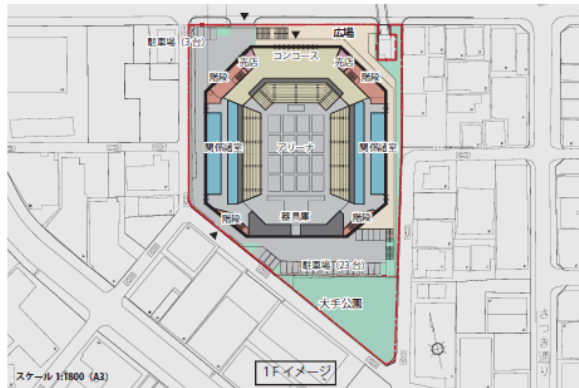 広場
駐車場（3台）
コンコース
売店
売店
階段
階段
関係諸室
アリーナ
関係諸室
器具庫
階段
階段
駐車場（23台）
大手公園
さつき通り
スケール 1:1800（A3）
1Fイメージ